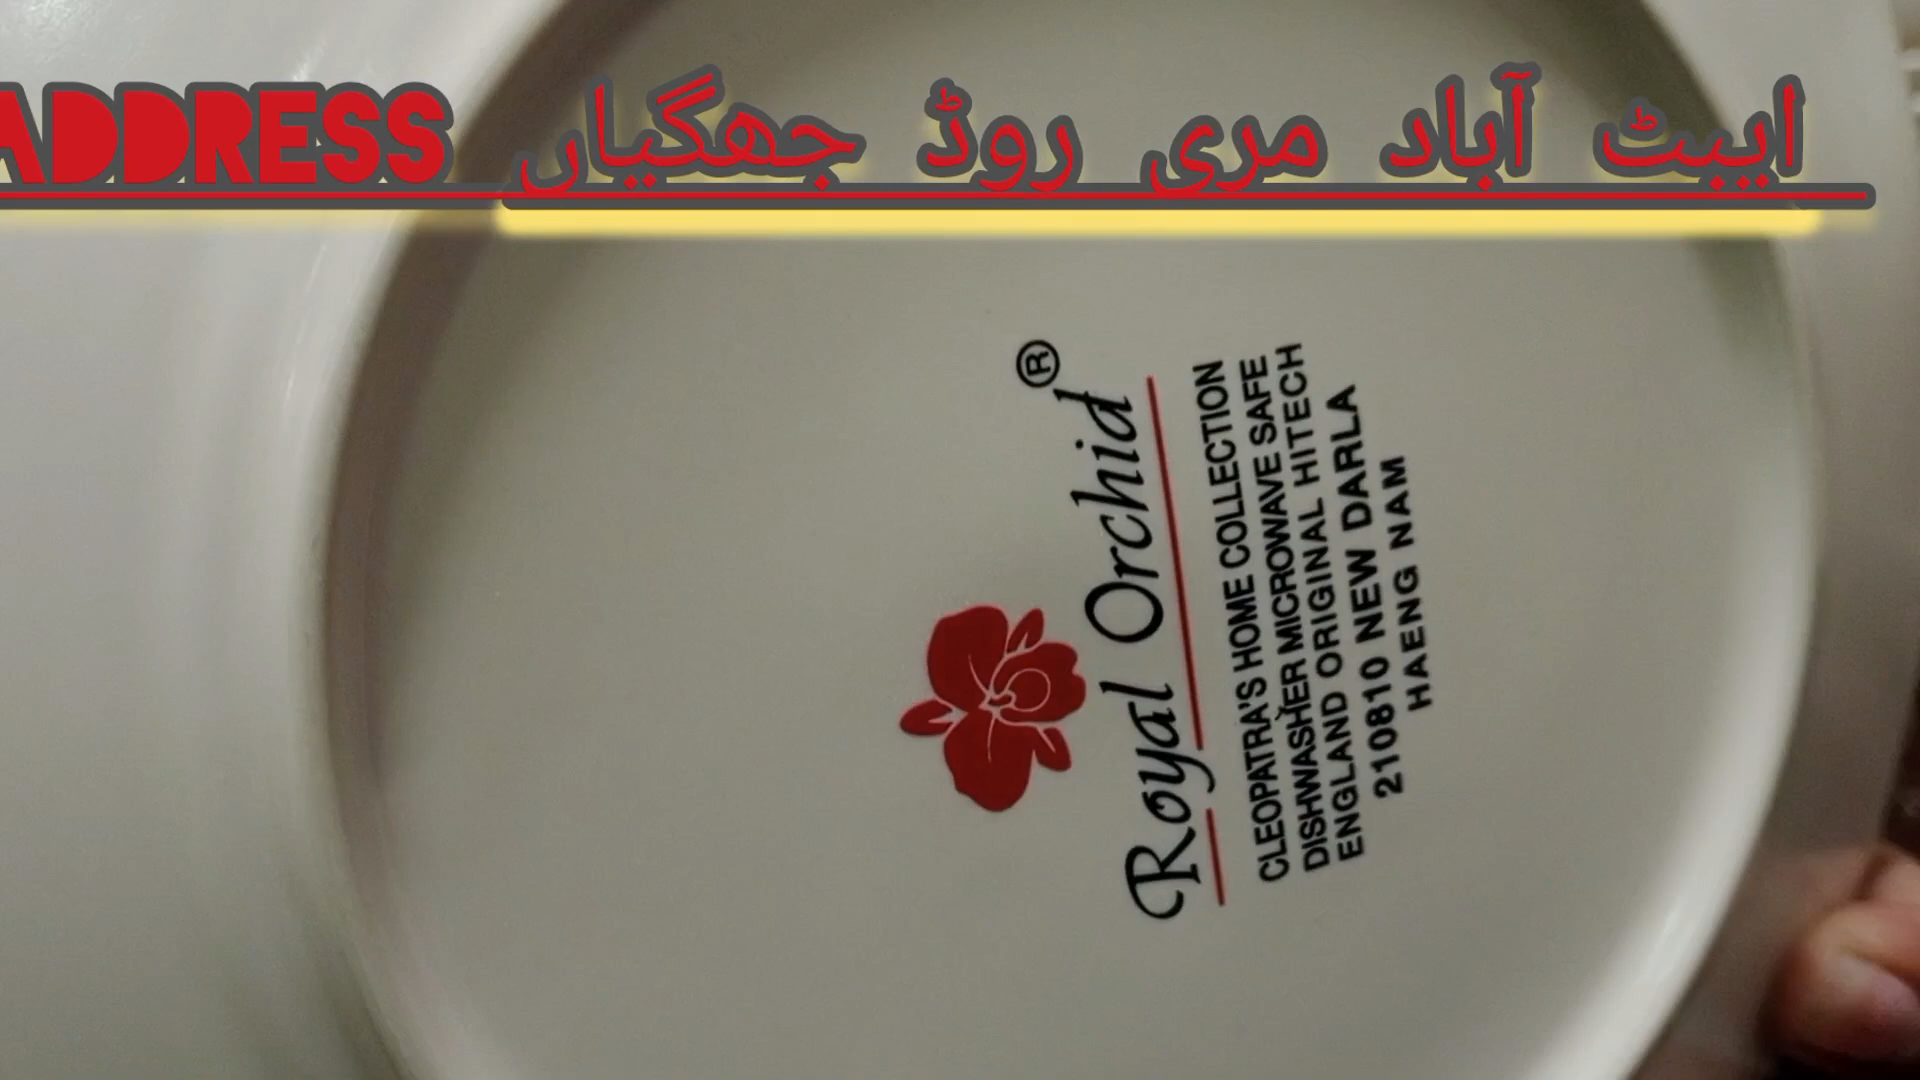 ADDRESS ایبٹ آباد مری روڈ جھگیاں
Royal Orchid®
CLEOPATRA'S HOME COLLECTION
DISHWASHER MICROWAVE SAFE
ENGLAND ORIGINAL HITECH
210810 NEW DARLA
HAENG NAM